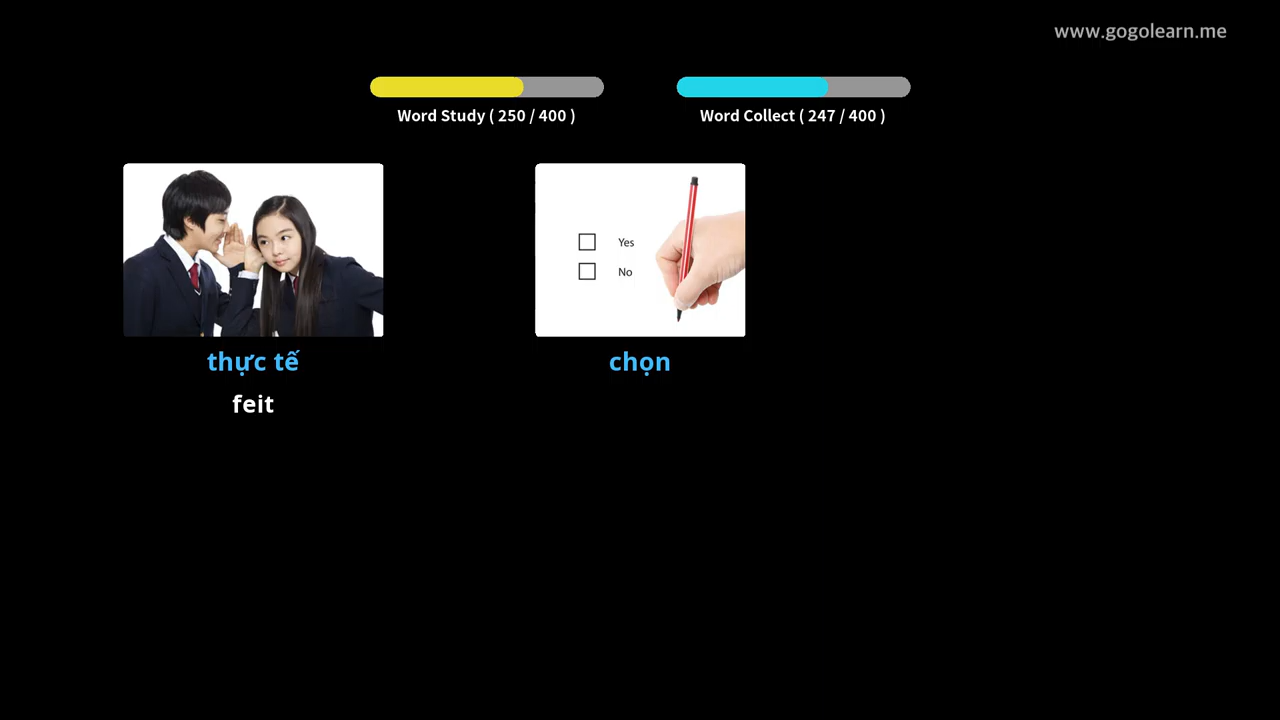 www.gogolearn.me
Word Study ( 250 / 400 )
Word Collect ( 247 / 400 )
Yes
No
thực tế
chọn
feit